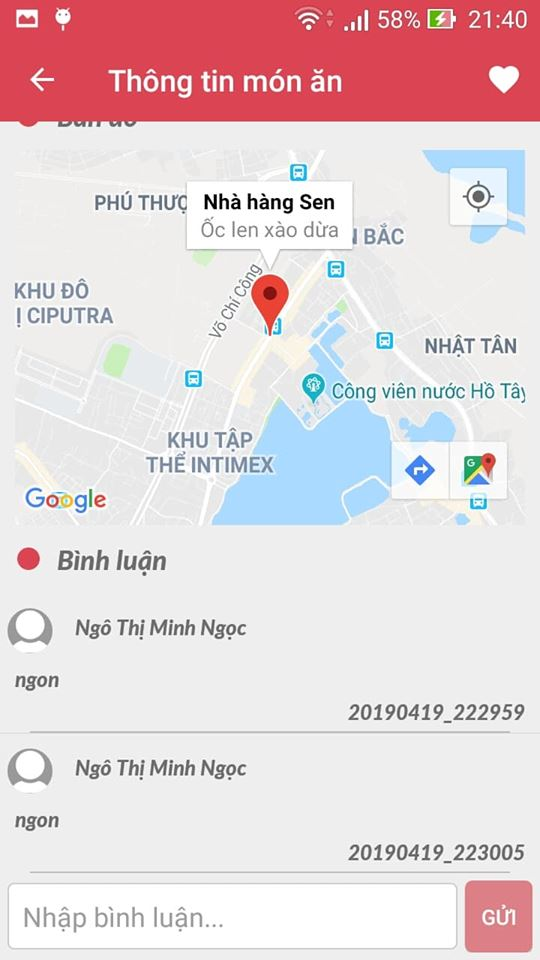 58% 21:40
Thông tin món ăn
Bản đồ
Nhà hàng Sen
Ốc len xào dừa
PHÚ THƯỢ
N BẮC
Võ Chí Công
KHU ĐÔ
Ị CIPUTRA
NHẬT TÂN
Công viên nước Hồ Tây
KHU TẬP
THỂ INTIMEX
Google
Bình luận
Ngô Thị Minh Ngọc
ngon
20190419_222959
Ngô Thị Minh Ngọc
ngon
20190419_223005
Nhập bình luận...
GỬI